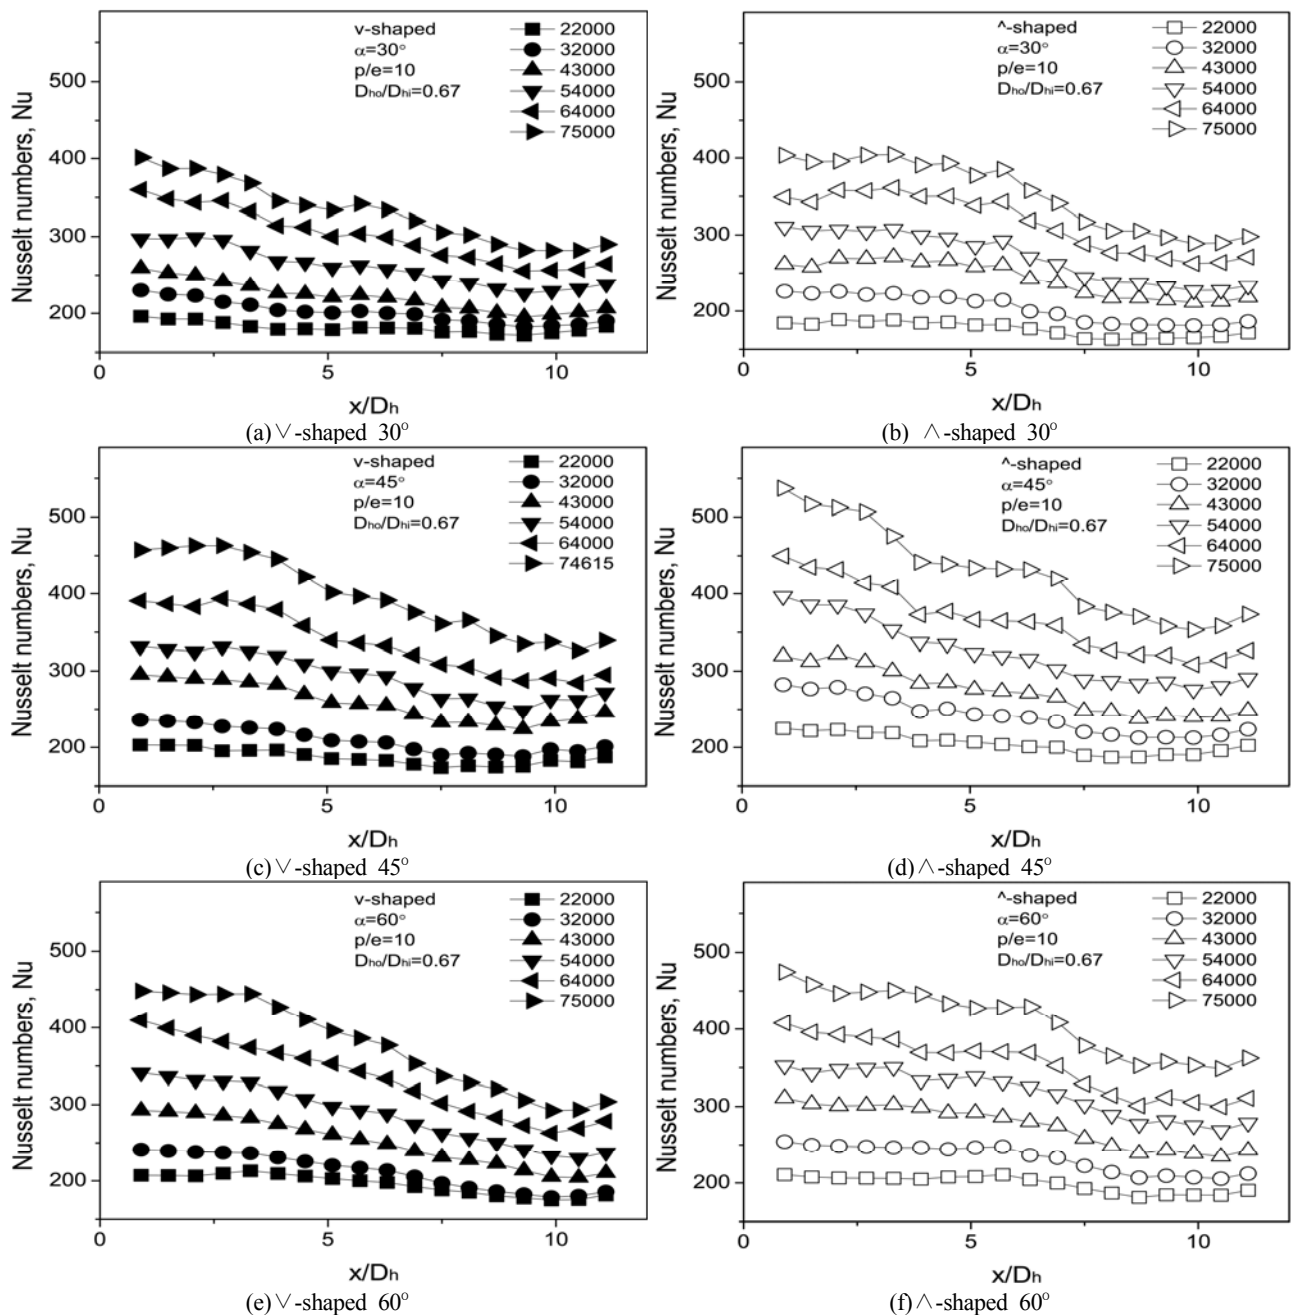 v-shaped
α=30°
p/e=10
Dho/Dhi=0.67
22000
32000
43000
54000
64000
75000
500
400
300
200
0
5
10
Nusselt numbers, Nu
x/Dh
(a) ∨-shaped 30°
^-shaped
α=30°
p/e=10
Dho/Dhi=0.67
22000
32000
43000
54000
64000
75000
500
400
300
200
0
5
10
Nusselt numbers, Nu
x/Dh
(b) ∧-shaped 30°
v-shaped
α=45°
p/e=10
Dho/Dhi=0.67
22000
32000
43000
54000
64000
74615
500
400
300
200
0
5
10
Nusselt numbers, Nu
x/Dh
(c) ∨-shaped 45°
^-shaped
α=45°
p/e=10
Dho/Dhi=0.67
22000
32000
43000
54000
64000
75000
500
400
300
200
0
5
10
Nusselt numbers, Nu
x/Dh
(d) ∧-shaped 45°
v-shaped
α=60°
p/e=10
Dho/Dhi=0.67
22000
32000
43000
54000
64000
75000
500
400
300
200
0
5
10
Nusselt numbers, Nu
x/Dh
(e) ∨-shaped 60°
^-shaped
α=60°
p/e=10
Dho/Dhi=0.67
22000
32000
43000
54000
64000
75000
500
400
300
200
0
5
10
Nusselt numbers, Nu
x/Dh
(f) ∧-shaped 60°